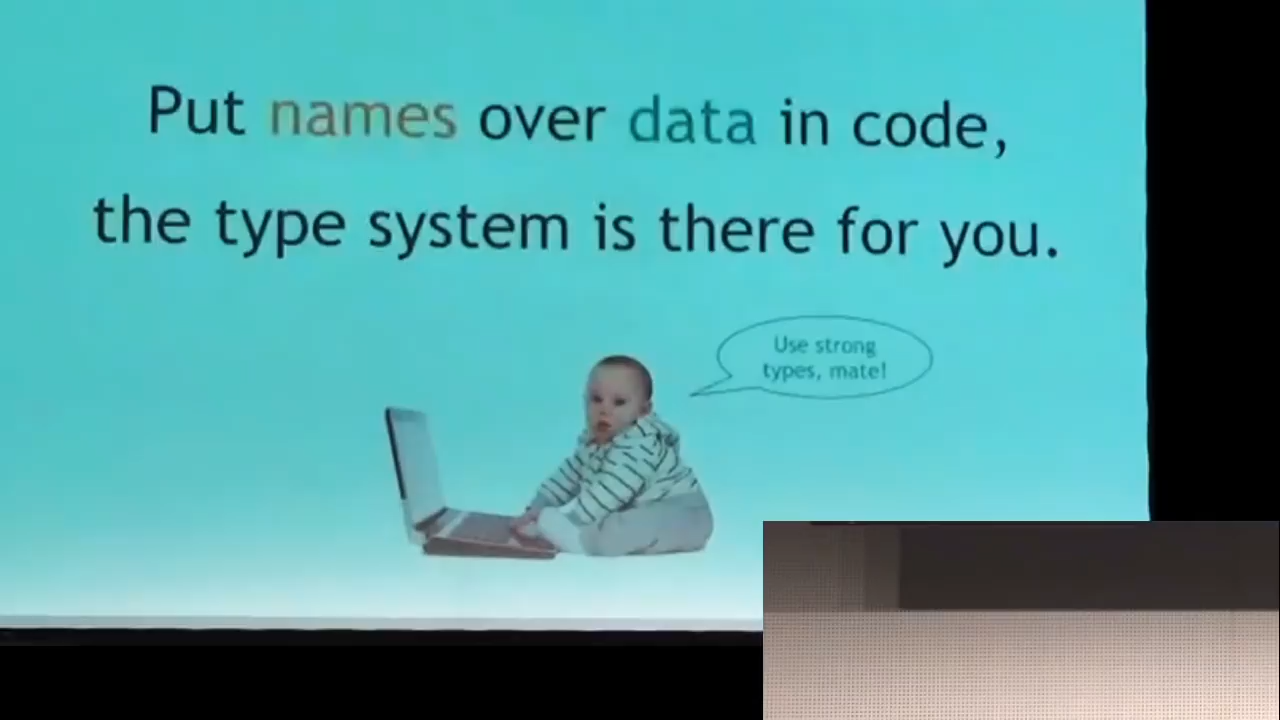 Put names over data in code,
the type system is there for you.
Use strong
types, mate!